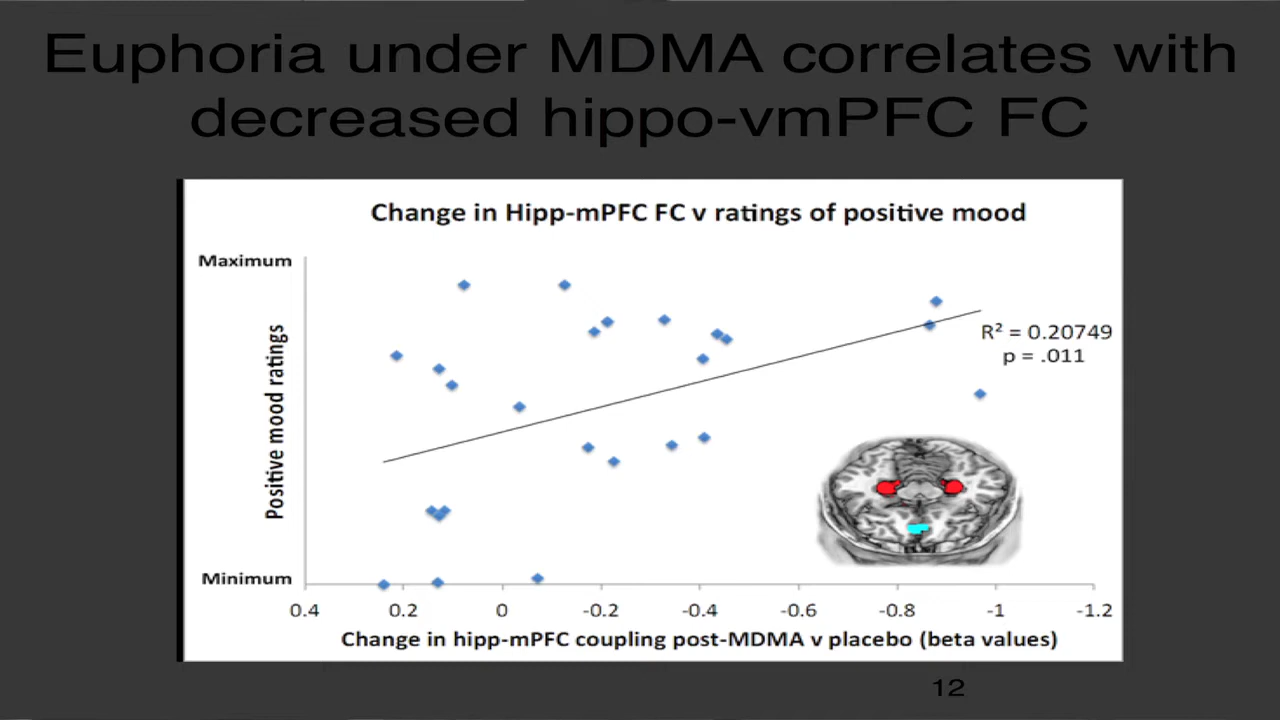 Euphoria under MDMA correlates with
decreased hippo-vmPFC FC
Change in Hipp-mPFC FC v ratings of positive mood
Maximum
Positive mood ratings
R² = 0.20749
p = .011
Minimum
0.4 0.2 0 -0.2 -0.4 -0.6 -0.8 -1 -1.2
Change in hipp-mPFC coupling post-MDMA v placebo (beta values)
12